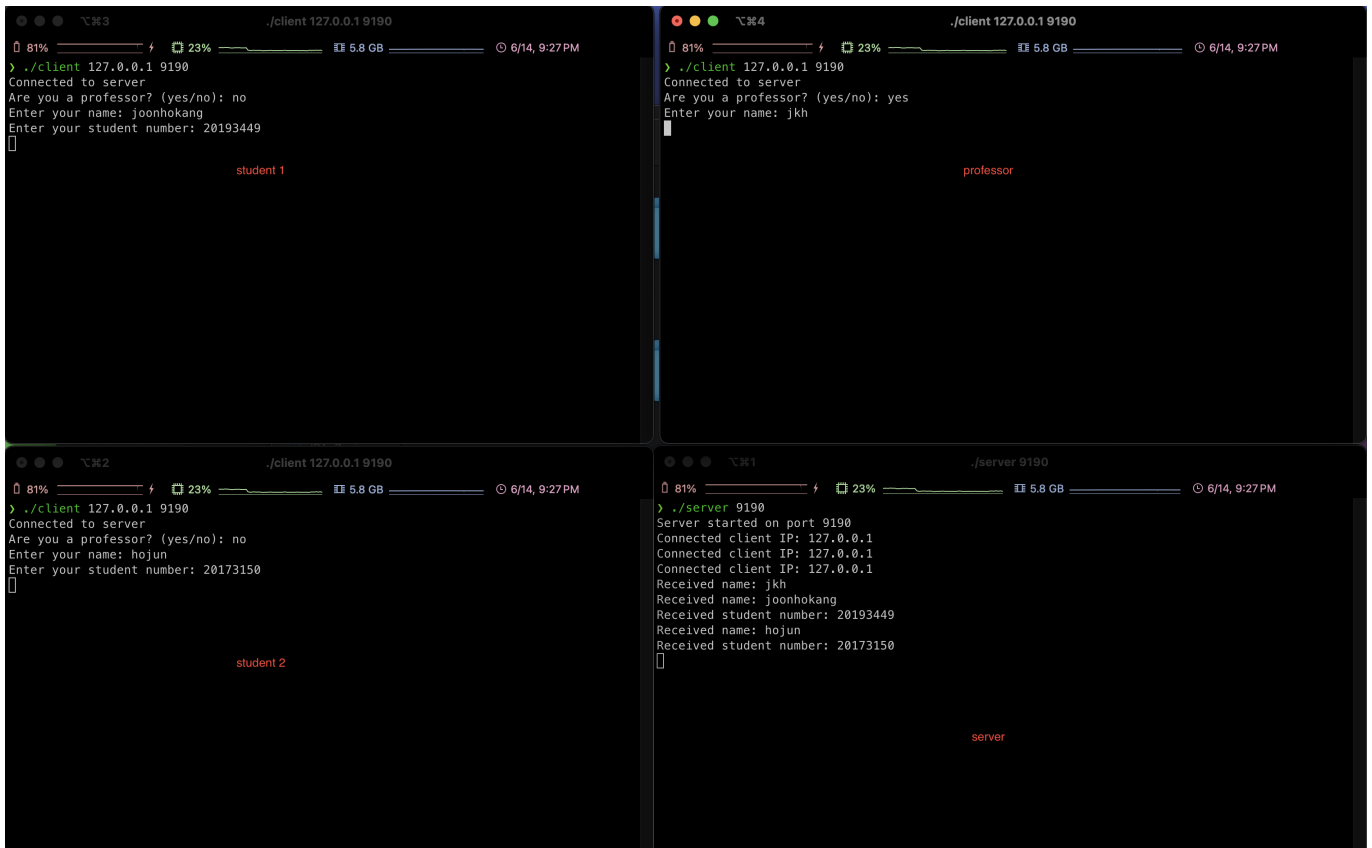 ⌥⌘3 ./client 127.0.0.1 9190
81% 23% 5.8 GB 6/14, 9:27 PM
❯ ./client 127.0.0.1 9190
Connected to server
Are you a professor? (yes/no): no
Enter your name: joonhokang
Enter your student number: 20193449
student 1
⌥⌘4 ./client 127.0.0.1 9190
81% 23% 5.8 GB 6/14, 9:27 PM
❯ ./client 127.0.0.1 9190
Connected to server
Are you a professor? (yes/no): yes
Enter your name: jkh
professor
⌥⌘2 ./client 127.0.0.1 9190
81% 23% 5.8 GB 6/14, 9:27 PM
❯ ./client 127.0.0.1 9190
Connected to server
Are you a professor? (yes/no): no
Enter your name: hojun
Enter your student number: 20173150
student 2
⌥⌘1 ./server 9190
81% 23% 5.8 GB 6/14, 9:27 PM
❯ ./server 9190
Server started on port 9190
Connected client IP: 127.0.0.1
Connected client IP: 127.0.0.1
Connected client IP: 127.0.0.1
Received name: jkh
Received name: joonhokang
Received student number: 20193449
Received name: hojun
Received student number: 20173150
server